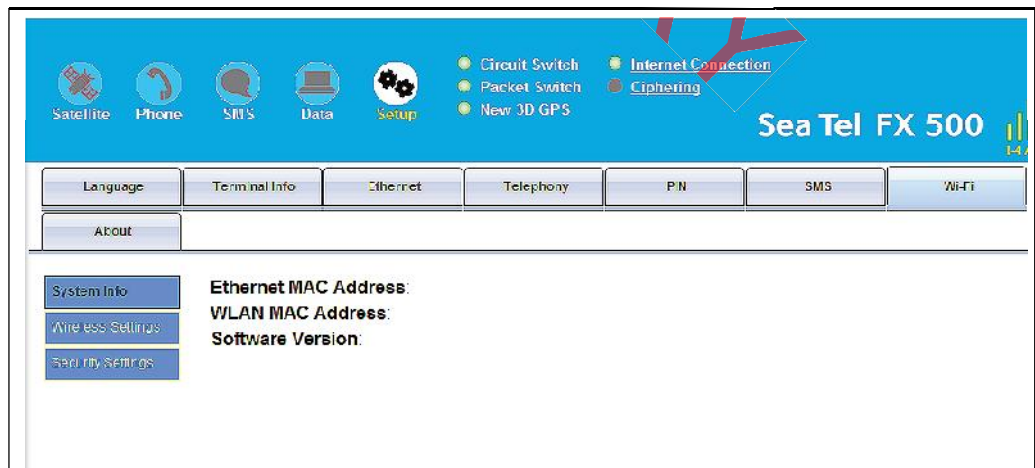 Circuit Switch Internet Connection
Packet Switch Ciphering
New 3D GPS
Satellite Phone SMS Data Setup
Sea Tel FX 500
Language Terminal Info Ethernet Telephony PIN SMS Wi-Fi
About
System Info
Wireless Settings
Security Settings
Ethernet MAC Address:
WLAN MAC Address:
Software Version: